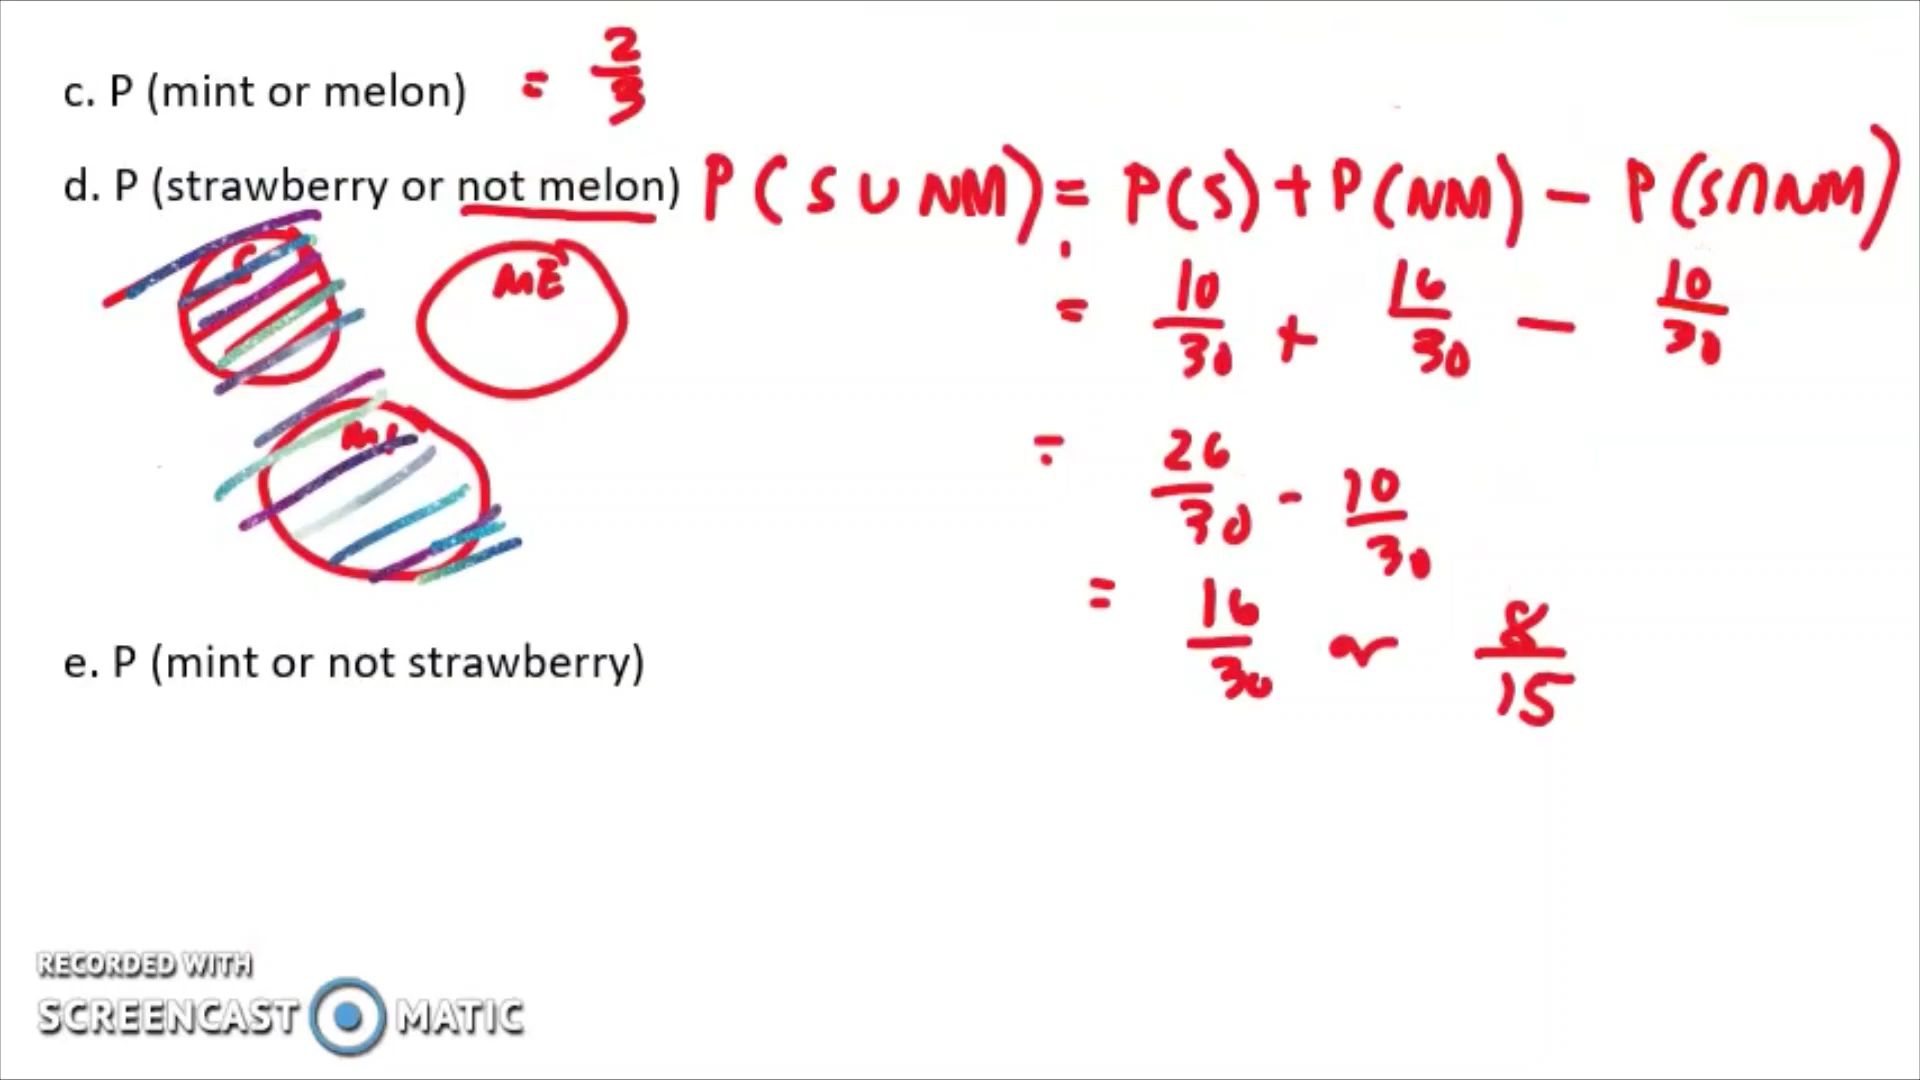 c. P (mint or melon) = 2/3
d. P (strawberry or not melon) P(S ∪ NM) = P(S) + P(NM) - P(S∩NM)
S
ME
= 10/30 + 16/30 - 10/30
MI
= 26/30 - 10/30
= 16/30 or 8/15
e. P (mint or not strawberry)
RECORDED WITH
SCREENCAST MATIC